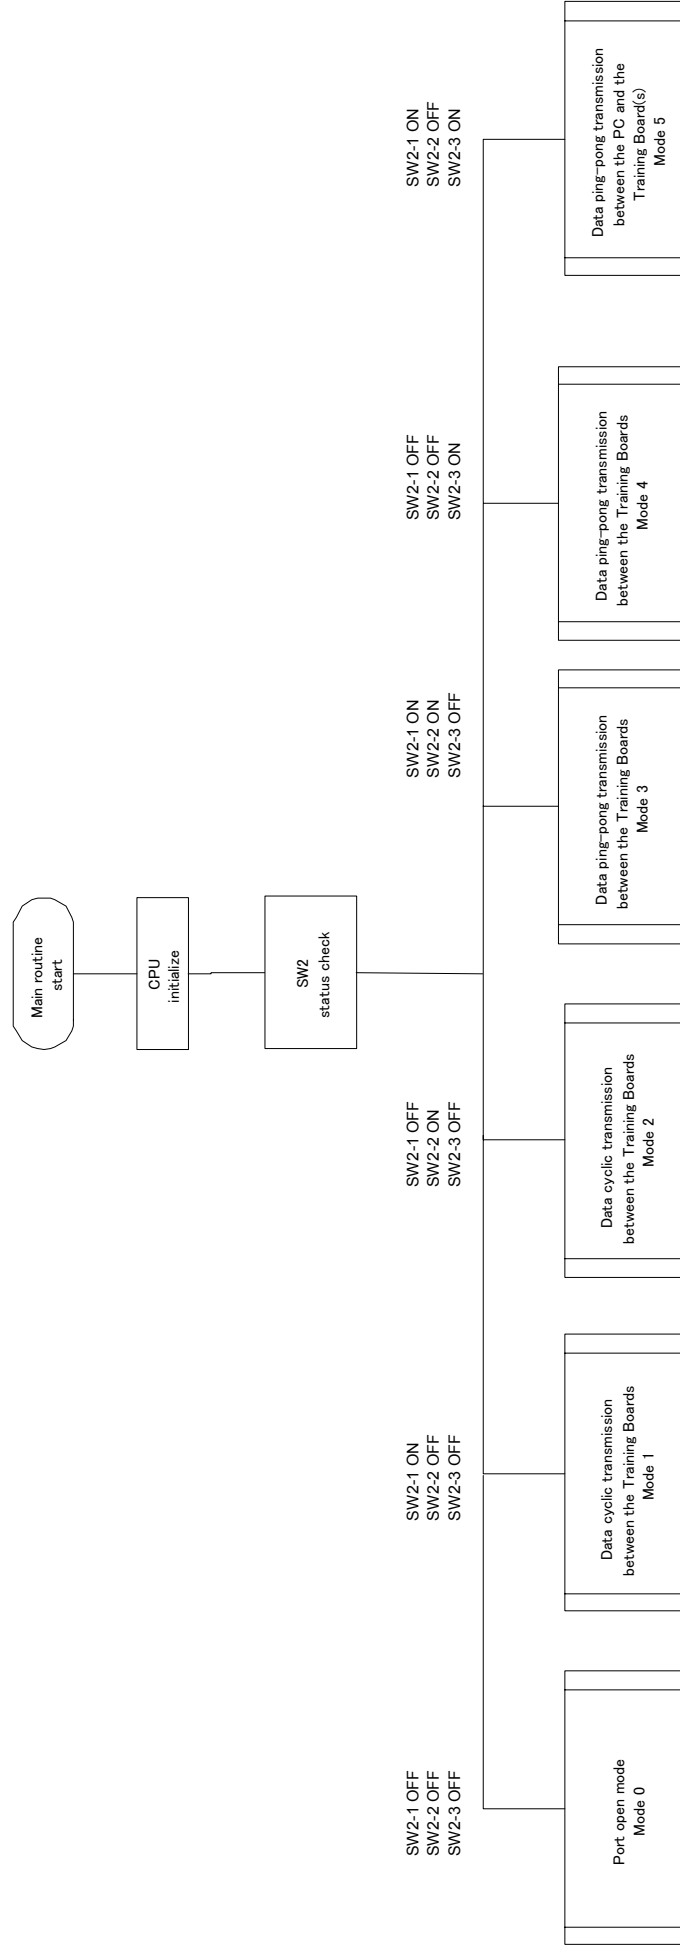 Main routine
start
CPU
initialize
SW2
status check
SW2-1 OFF
SW2-2 OFF
SW2-3 OFF
SW2-1 ON
SW2-2 OFF
SW2-3 OFF
SW2-1 OFF
SW2-2 ON
SW2-3 OFF
SW2-1 ON
SW2-2 ON
SW2-3 OFF
SW2-1 OFF
SW2-2 OFF
SW2-3 ON
SW2-1 ON
SW2-2 OFF
SW2-3 ON
Port open mode
Mode 0
Data cyclic transmission
between the Training Boards
Mode 1
Data cyclic transmission
between the Training Boards
Mode 2
Data ping-pong transmission
between the Training Boards
Mode 3
Data ping-pong transmission
between the Training Boards
Mode 4
Data ping-pong transmission
between the PC and the
Training Board(s)
Mode 5